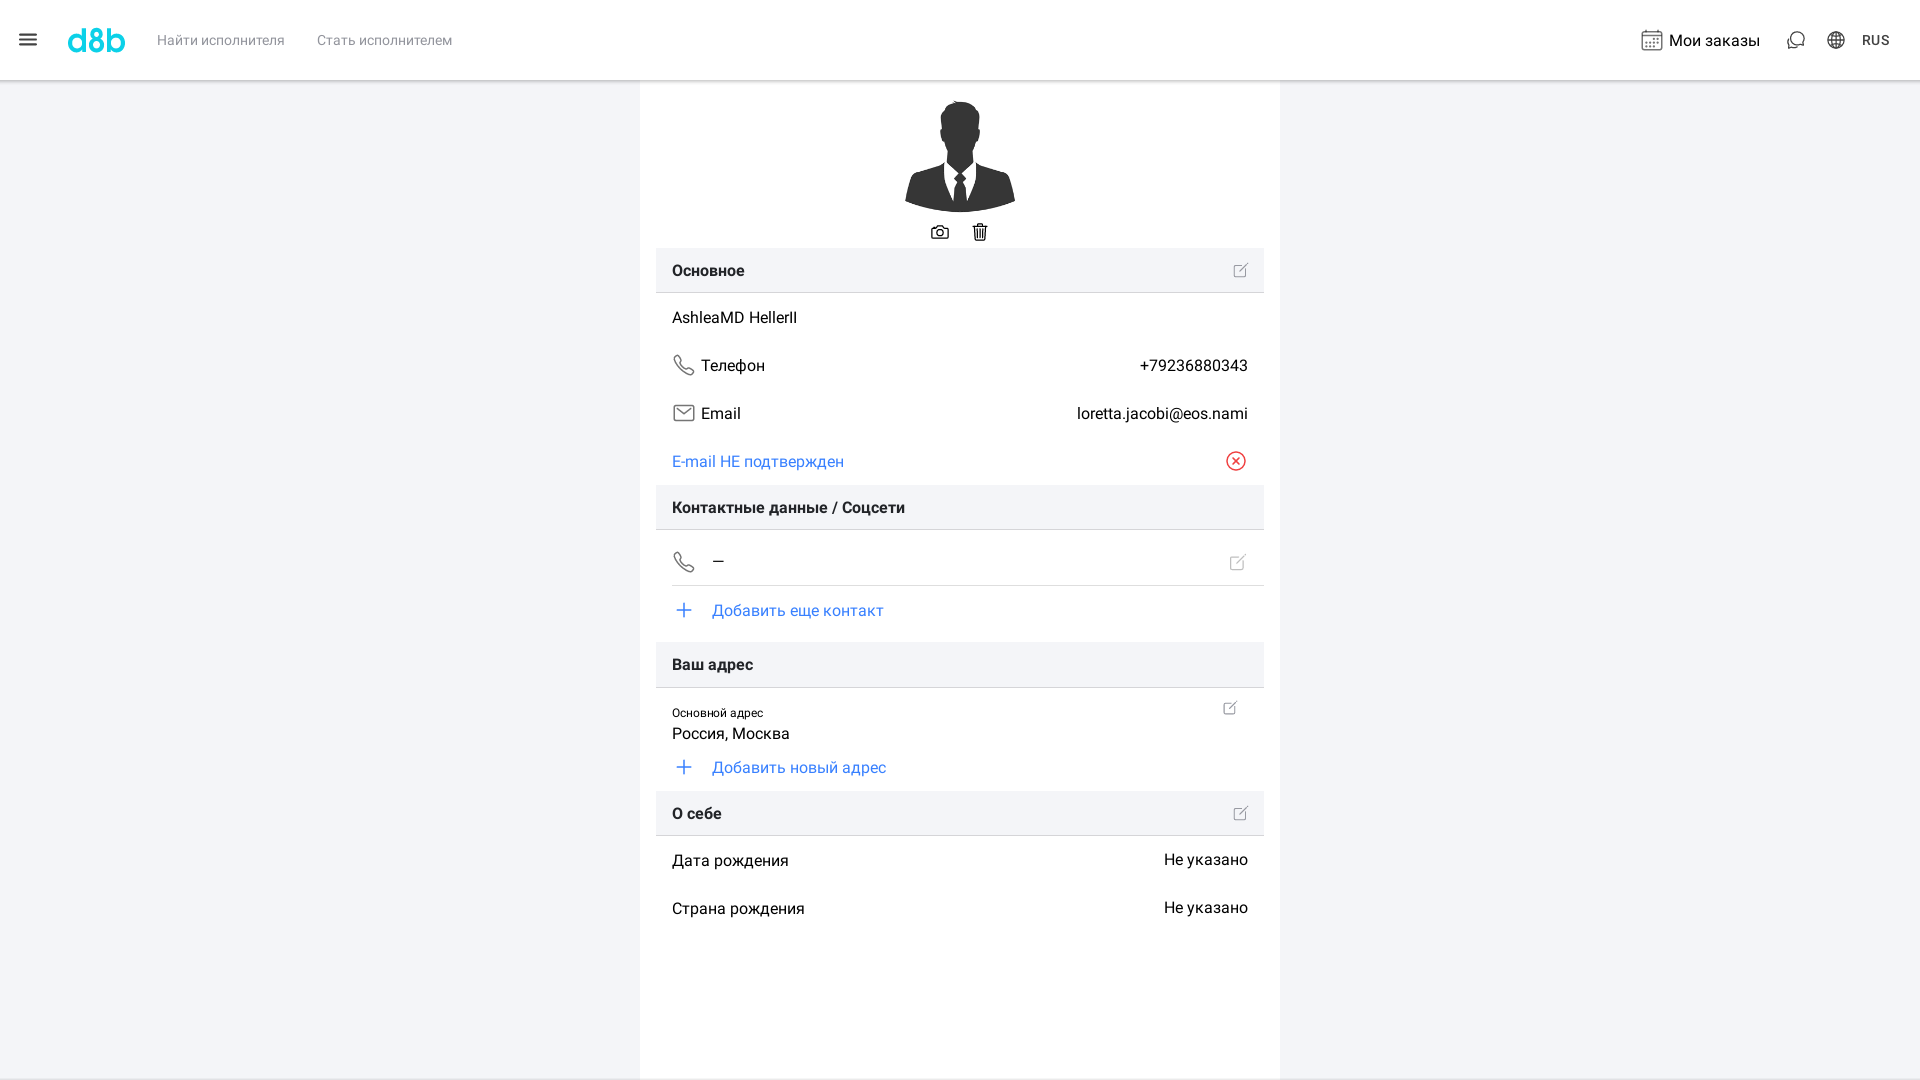 d8b
Найти исполнителя
Стать исполнителем
Мои заказы
RUS
Основное
AshleaMD HellerII
Телефон
+79236880343
Email
loretta.jacobi@eos.nami
E-mail НЕ подтвержден
Контактные данные / Соцсети
—
Добавить еще контакт
Ваш адрес
Основной адрес
Россия, Москва
Добавить новый адрес
О себе
Дата рождения
Не указано
Страна рождения
Не указано